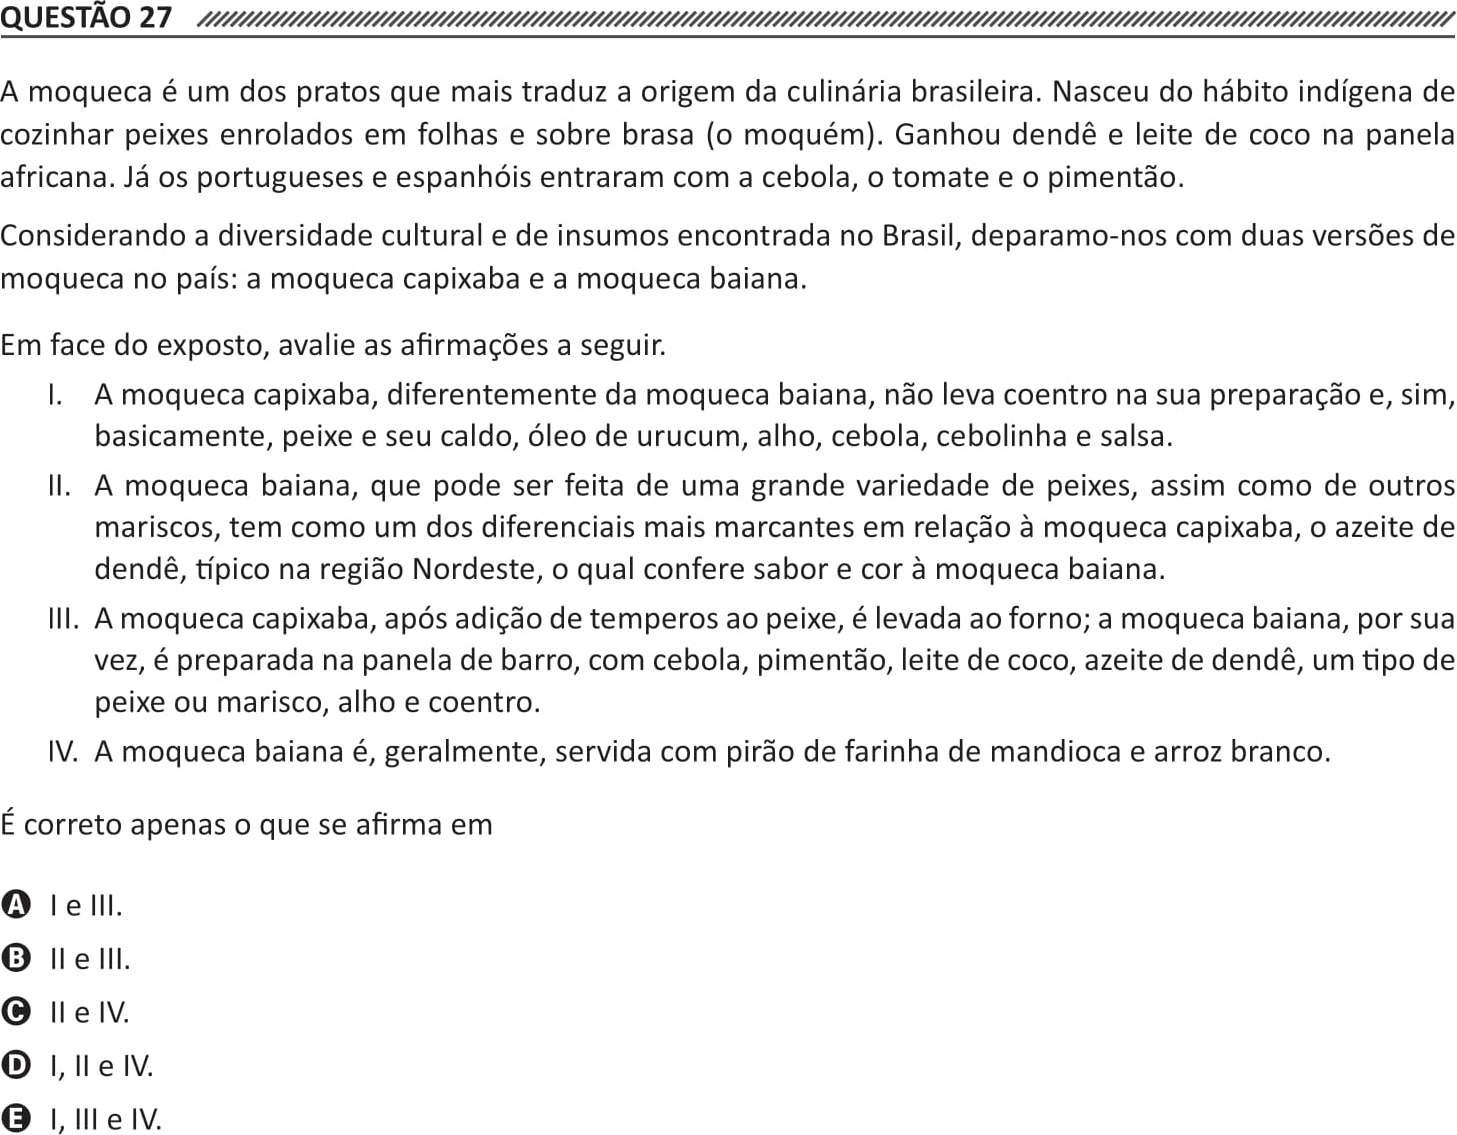 QUESTÃO 27
A moqueca é um dos pratos que mais traduz a origem da culinária brasileira. Nasceu do hábito indígena de
cozinhar peixes enrolados em folhas e sobre brasa (o moquém). Ganhou dendê e leite de coco na panela
africana. Já os portugueses e espanhóis entraram com a cebola, o tomate e o pimentão.
Considerando a diversidade cultural e de insumos encontrada no Brasil, deparamo-nos com duas versões de
moqueca no país: a moqueca capixaba e a moqueca baiana.
Em face do exposto, avalie as afirmações a seguir.
I. A moqueca capixaba, diferentemente da moqueca baiana, não leva coentro na sua preparação e, sim,
basicamente, peixe e seu caldo, óleo de urucum, alho, cebola, cebolinha e salsa.
II. A moqueca baiana, que pode ser feita de uma grande variedade de peixes, assim como de outros
mariscos, tem como um dos diferenciais mais marcantes em relação à moqueca capixaba, o azeite de
dendê, típico na região Nordeste, o qual confere sabor e cor à moqueca baiana.
III. A moqueca capixaba, após adição de temperos ao peixe, é levada ao forno; a moqueca baiana, por sua
vez, é preparada na panela de barro, com cebola, pimentão, leite de coco, azeite de dendê, um tipo de
peixe ou marisco, alho e coentro.
IV. A moqueca baiana é, geralmente, servida com pirão de farinha de mandioca e arroz branco.
É correto apenas o que se afirma em
A I e III.
B II e III.
C II e IV.
D I, II e IV.
E I, III e IV.